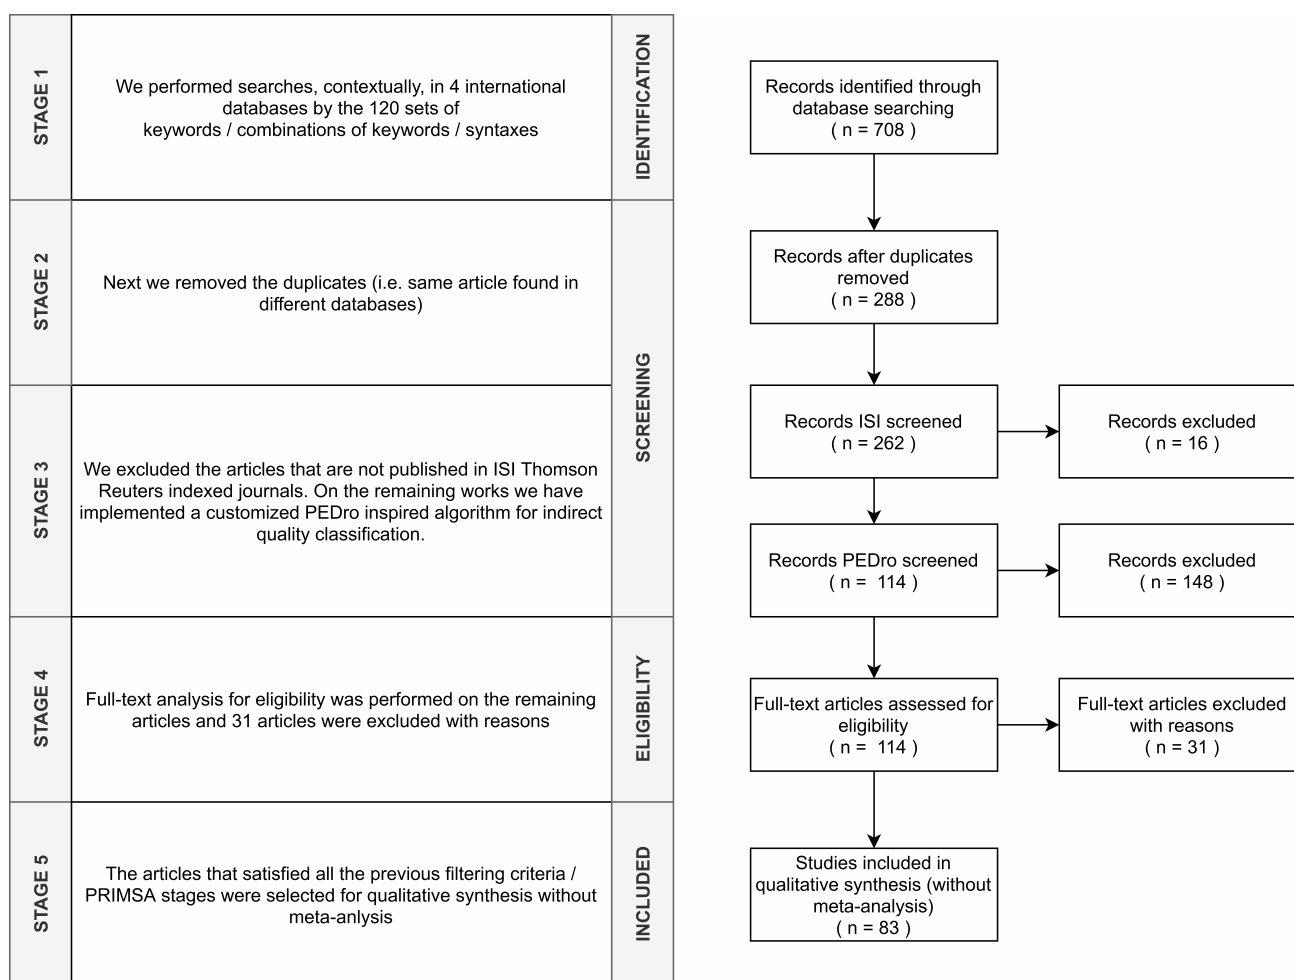 STAGE 1
We performed searches, contextually, in 4 international
databases by the 120 sets of
keywords / combinations of keywords / syntaxes
IDENTIFICATION
Records identified through
database searching
( n = 708 )
STAGE 2
Next we removed the duplicates (i.e. same article found in
different databases)
SCREENING
Records after duplicates
removed
( n = 288 )
STAGE 3
We excluded the articles that are not published in ISI Thomson
Reuters indexed journals. On the remaining works we have
implemented a customized PEDro inspired algorithm for indirect
quality classification.
Records ISI screened
( n = 262 )
Records excluded
( n = 16 )
Records PEDro screened
( n =  114 )
Records excluded
( n = 148 )
STAGE 4
Full-text analysis for eligibility was performed on the remaining
articles and 31 articles were excluded with reasons
ELIGIBILITY
Full-text articles assessed for
eligibility
( n =  114 )
Full-text articles excluded
with reasons
( n = 31 )
STAGE 5
The articles that satisfied all the previous filtering criteria /
PRIMSA stages were selected for qualitative synthesis without
meta-anlysis
INCLUDED
Studies included in
qualitative synthesis (without
meta-analysis)
( n = 83 )